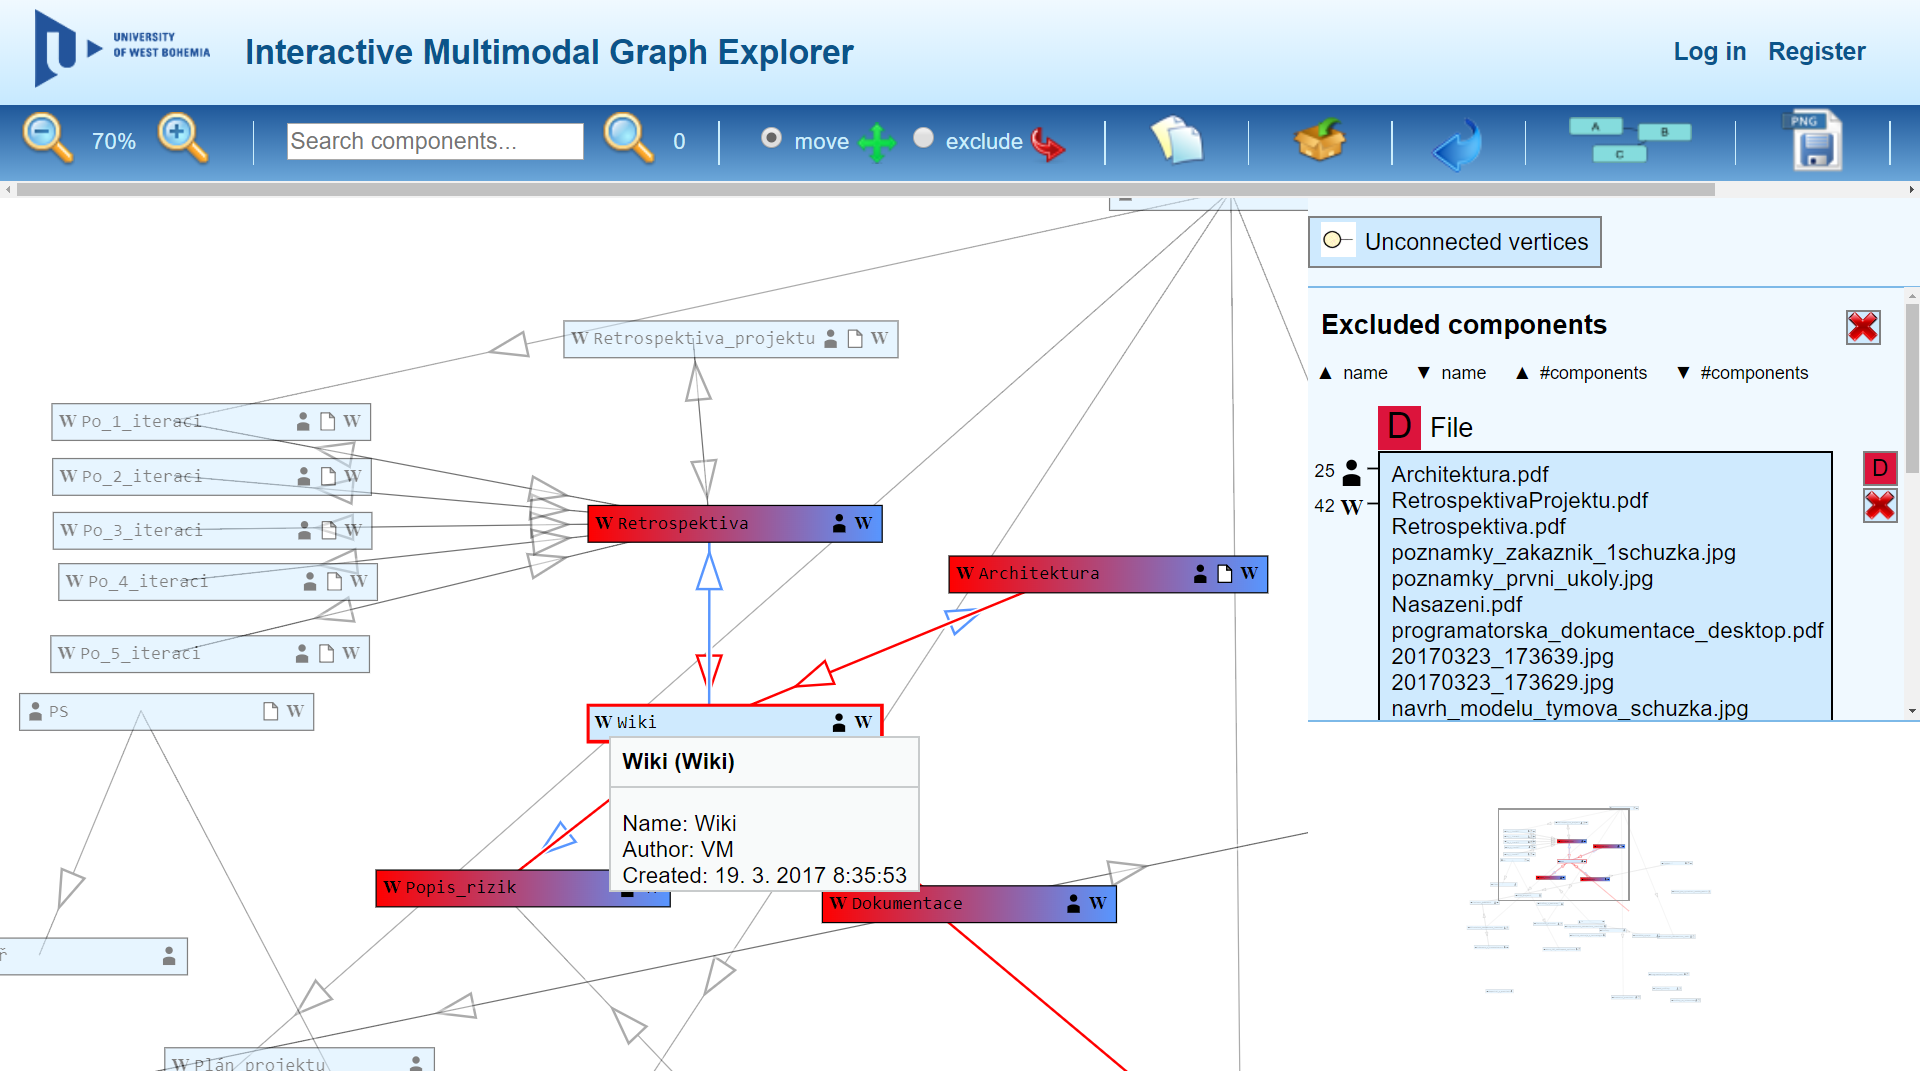 UNIVERSITY
OF WEST BOHEMIA
Interactive Multimodal Graph Explorer
Log in
Register
70%
Search components...
0
move
exclude
A
B
C
PNG
Unconnected vertices
Excluded components
▲ name
▼ name
▲ #components
▼ #components
D File
25
42 W
D
Architektura.pdf
RetrospektivaProjektu.pdf
Retrospektiva.pdf
poznamky_zakaznik_1schuzka.jpg
poznamky_prvni_ukoly.jpg
Nasazeni.pdf
programatorska_dokumentace_desktop.pdf
20170323_173639.jpg
20170323_173629.jpg
navrh_modelu_tymova_schuzka.jpg
W Retrospektiva_projektu W
W Po_1_iteraci W
W Po_2_iteraci W
W Po_3_iteraci W
W Po_4_iteraci W
W Po_5_iteraci W
W Retrospektiva W
W Architektura W
PS W
W Wiki W
Wiki (Wiki)
Name: Wiki
Author: VM
Created: 19. 3. 2017 8:35:53
W Popis_rizik
W Dokumentace W
ř
W Plán_projektu